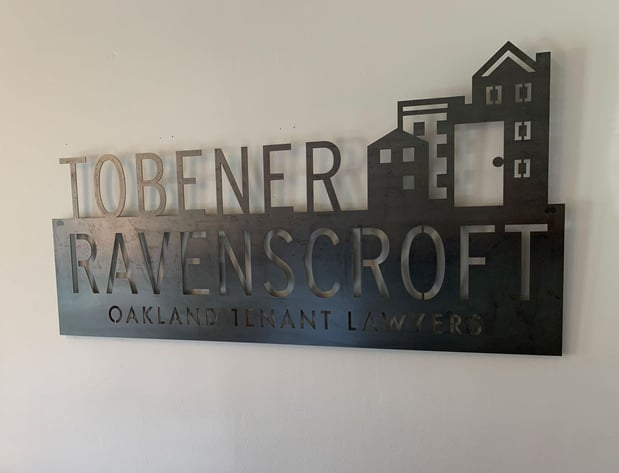 TOBENER
RAVENSCROFT
OAKLAND TENANT LAWYERS